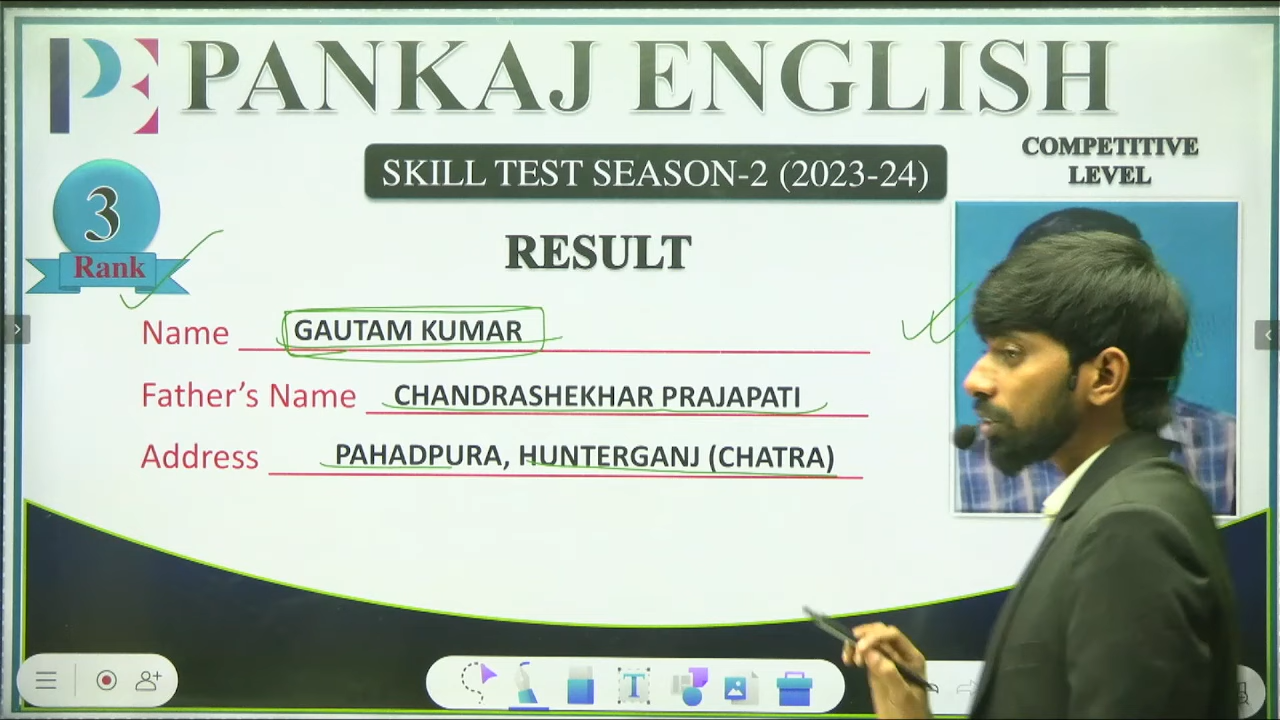 PE PANKAJ ENGLISH
SKILL TEST SEASON-2 (2023-24)
COMPETITIVE
LEVEL
3
Rank
RESULT
Name GAUTAM KUMAR
Father's Name CHANDRASHEKHAR PRAJAPATI
Address PAHADPURA, HUNTERGANJ (CHATRA)
T